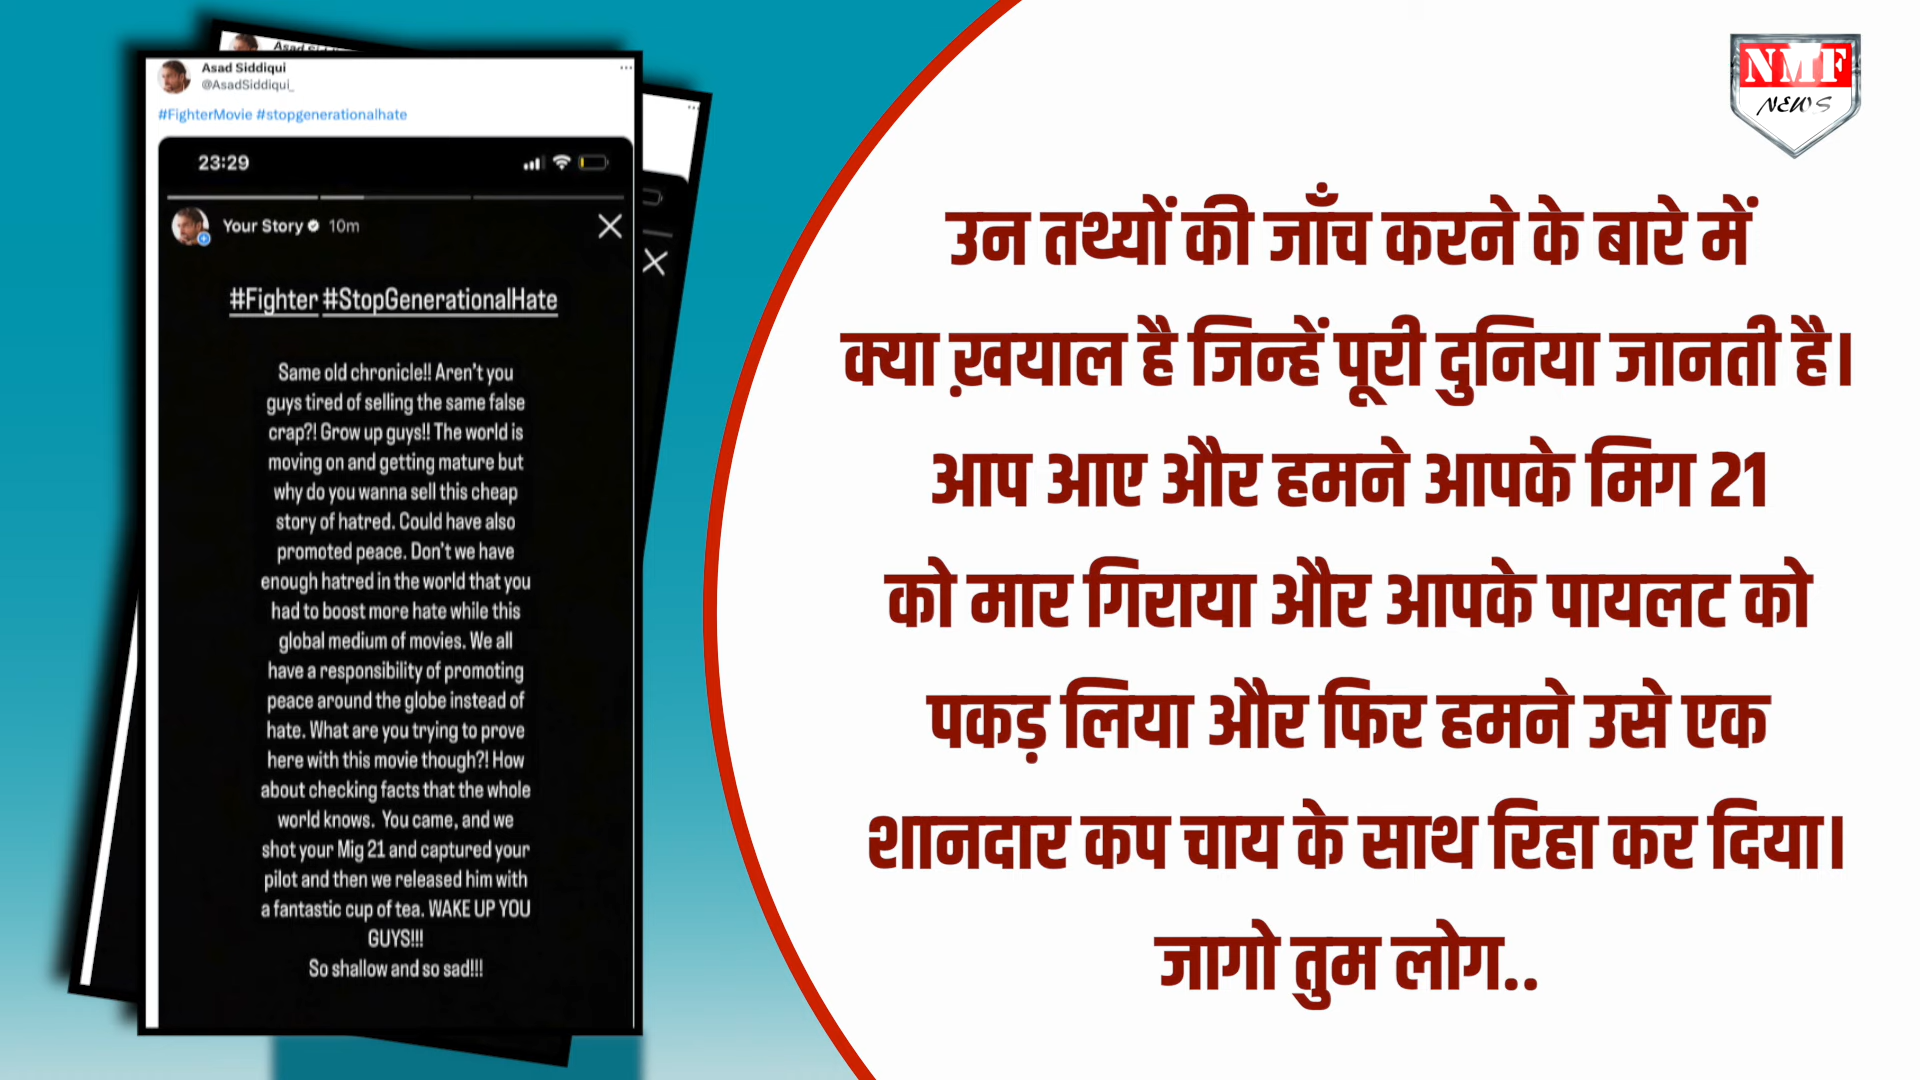 Asad Siddiqui
@AsadSiddiqui_
#FighterMovie #stopgenerationalhate
23:29
Your Story 10m
#Fighter #StopGenerationalHate
Same old chronicle!! Aren't you
guys tired of selling the same false
crap?! Grow up guys!! The world is
moving on and getting mature but
why do you wanna sell this cheap
story of hatred. Could have also
promoted peace. Don't we have
enough hatred in the world that you
had to boost more hate while this
global medium of movies. We all
have a responsibility of promoting
peace around the globe instead of
hate. What are you trying to prove
here with this movie though?! How
about checking facts that the whole
world knows. You came, and we
shot your Mig 21 and captured your
pilot and then we released him with
a fantastic cup of tea. WAKE UP YOU
GUYS!!!
So shallow and so sad!!!
NMF
NEWS
उन तथ्यों की जाँच करने के बारे में
क्या ख़याल है जिन्हें पूरी दुनिया जानती है।
आप आए और हमने आपके मिग 21
को मार गिराया और आपके पायलट को
पकड़ लिया और फिर हमने उसे एक
शानदार कप चाय के साथ रिहा कर दिया।
जागो तुम लोग..